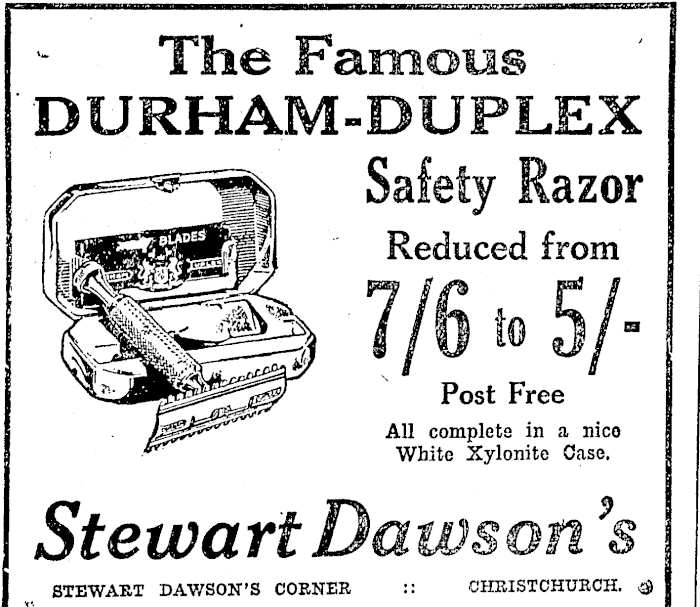 The Famous
DURHAM-DUPLEX
Safety Razor
Reduced from
7/6 to 5/-
Post Free
All complete in a nice
White Xylonite Case.
BLADES
Stewart Dawson's
STEWART DAWSON'S CORNER :: CHRISTCHURCH.